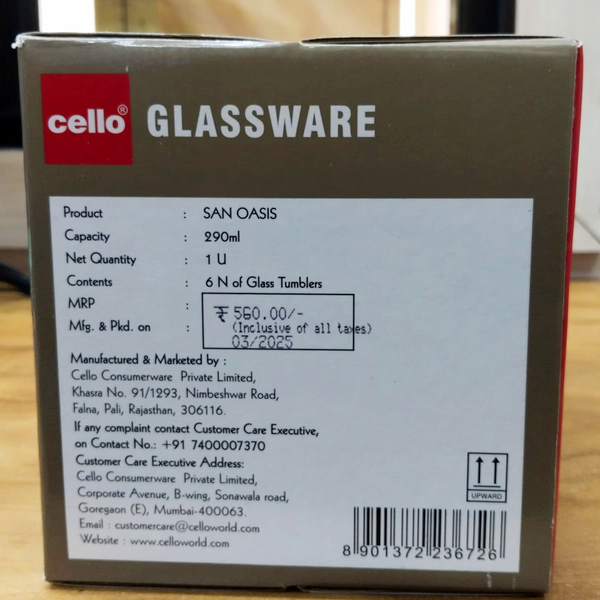 cello® GLASSWARE
Product : SAN OASIS
Capacity : 290ml
Net Quantity : 1 U
Contents : 6 N of Glass Tumblers
MRP : ₹ 560.00/-
(Inclusive of all taxes)
Mfg. & Pkd. on : 03/2025
Manufactured & Marketed by :
Cello Consumerware Private Limited,
Khasra No. 91/1293, Nimbeshwar Road,
Falna, Pali, Rajasthan, 306116.
If any complaint contact Customer Care Executive,
on Contact No.: +91 7400007370
Customer Care Executive Address:
Cello Consumerware Private Limited,
Corporate Avenue, B-wing, Sonawala road,
Goregaon (E), Mumbai-400063.
Email : customercare@celloworld.com
Website : www.celloworld.com
UPWARD
8 901372 236726